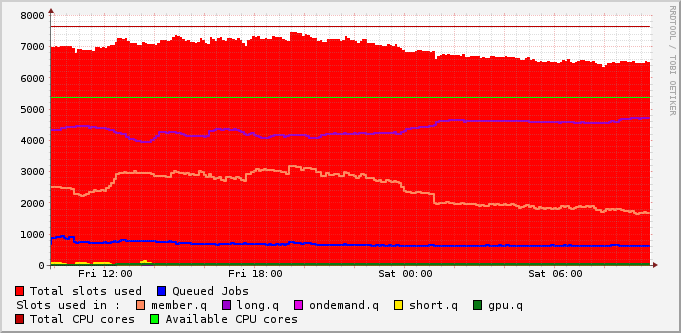 8000
7000
6000
5000
4000
3000
2000
1000
0
Fri 12:00 Fri 18:00 Sat 00:00 Sat 06:00
RRDTOOL / TOBI OETIKER
Total slots used Queued Jobs
Slots used in : member.q long.q ondemand.q short.q gpu.q
Total CPU cores Available CPU cores